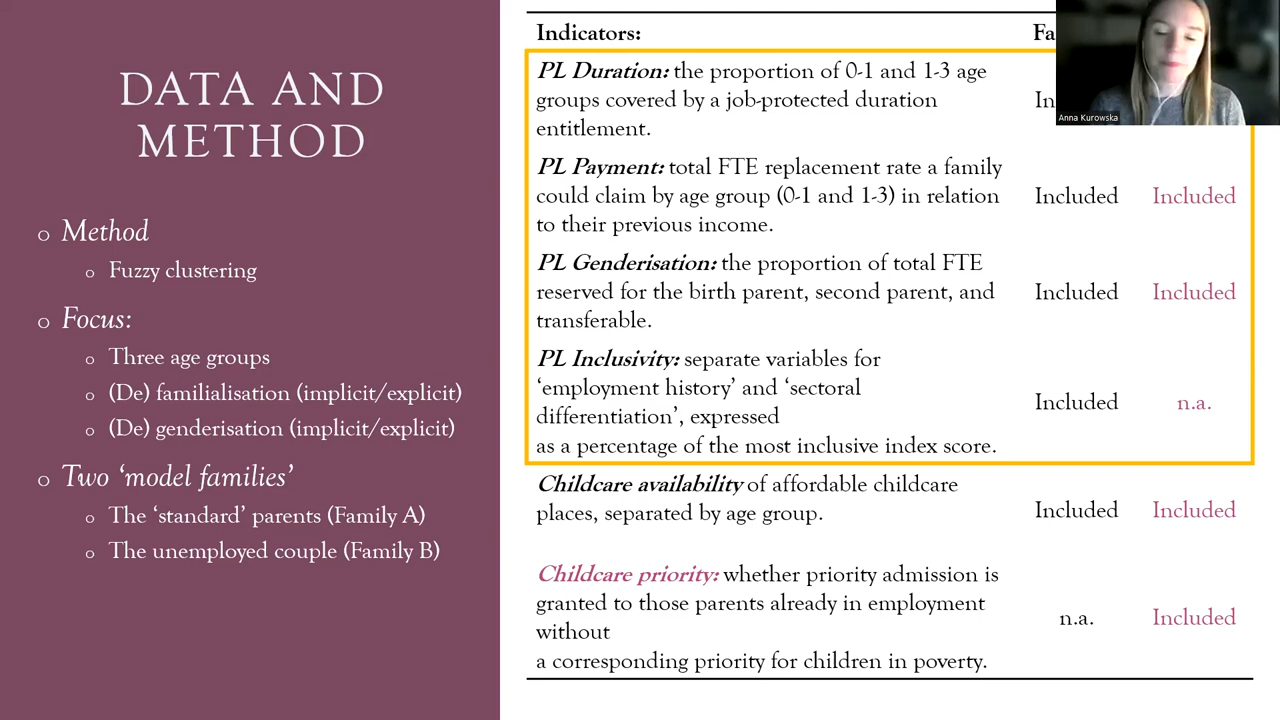 DATA AND
METHOD
o Method
o Fuzzy clustering
o Focus:
o Three age groups
o (De) familialisation (implicit/explicit)
o (De) genderisation (implicit/explicit)
o Two ‘model families’
o The ‘standard’ parents (Family A)
o The unemployed couple (Family B)
Indicators:
PL Duration: the proportion of 0-1 and 1-3 age
groups covered by a job-protected duration
entitlement.
PL Payment: total FTE replacement rate a family
could claim by age group (0-1 and 1-3) in relation
to their previous income.
Included Included
PL Genderisation: the proportion of total FTE
reserved for the birth parent, second parent, and
transferable.
Included Included
PL Inclusivity: separate variables for
‘employment history’ and ‘sectoral
differentiation’, expressed
as a percentage of the most inclusive index score.
Included n.a.
Childcare availability of affordable childcare
places, separated by age group.
Included Included
Childcare priority: whether priority admission is
granted to those parents already in employment
without
a corresponding priority for children in poverty.
n.a. Included
Anna Kurowska